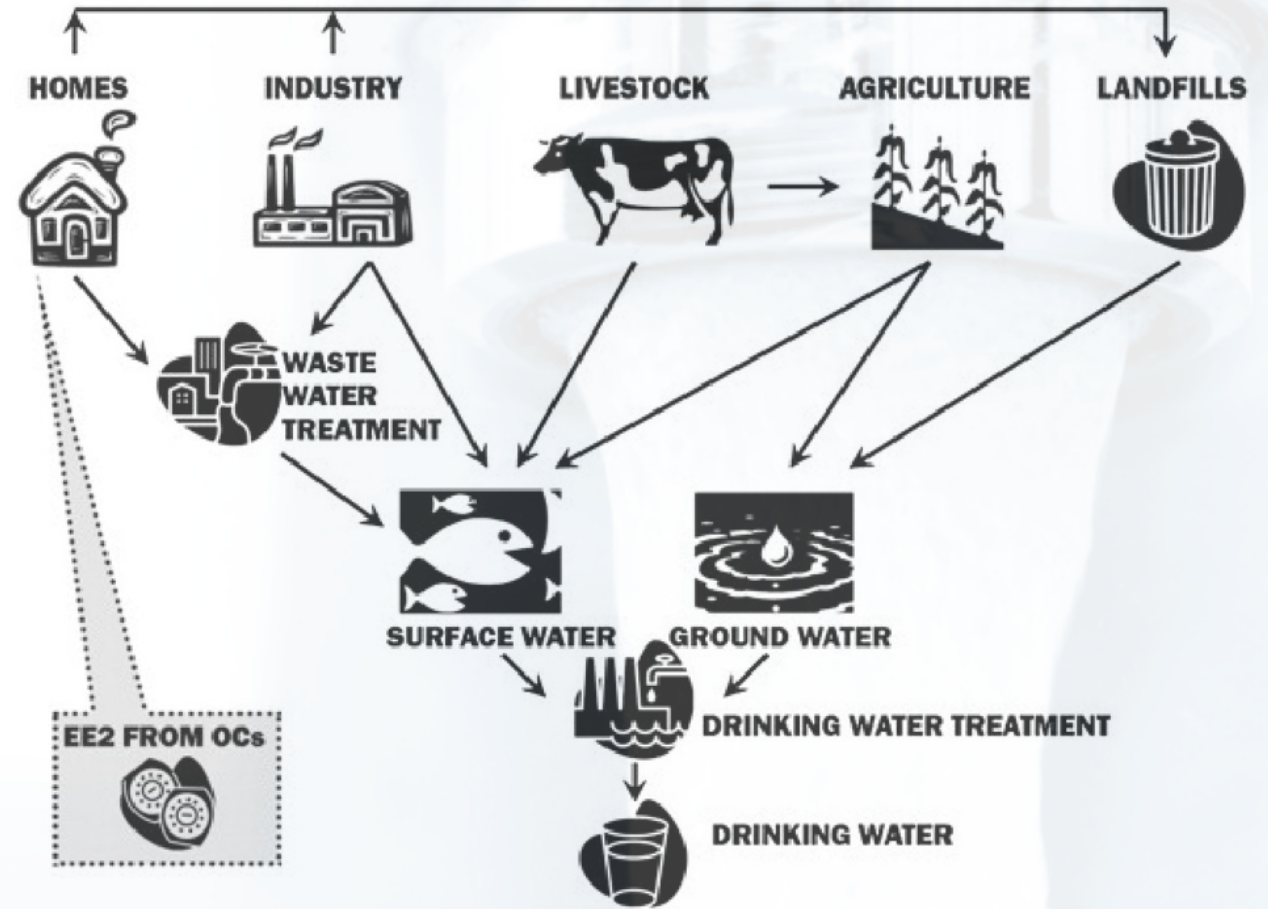 HOMES
INDUSTRY
LIVESTOCK
AGRICULTURE
LANDFILLS
WASTE
WATER
TREATMENT
SURFACE WATER
GROUND WATER
EE2 FROM OCs
DRINKING WATER TREATMENT
DRINKING WATER